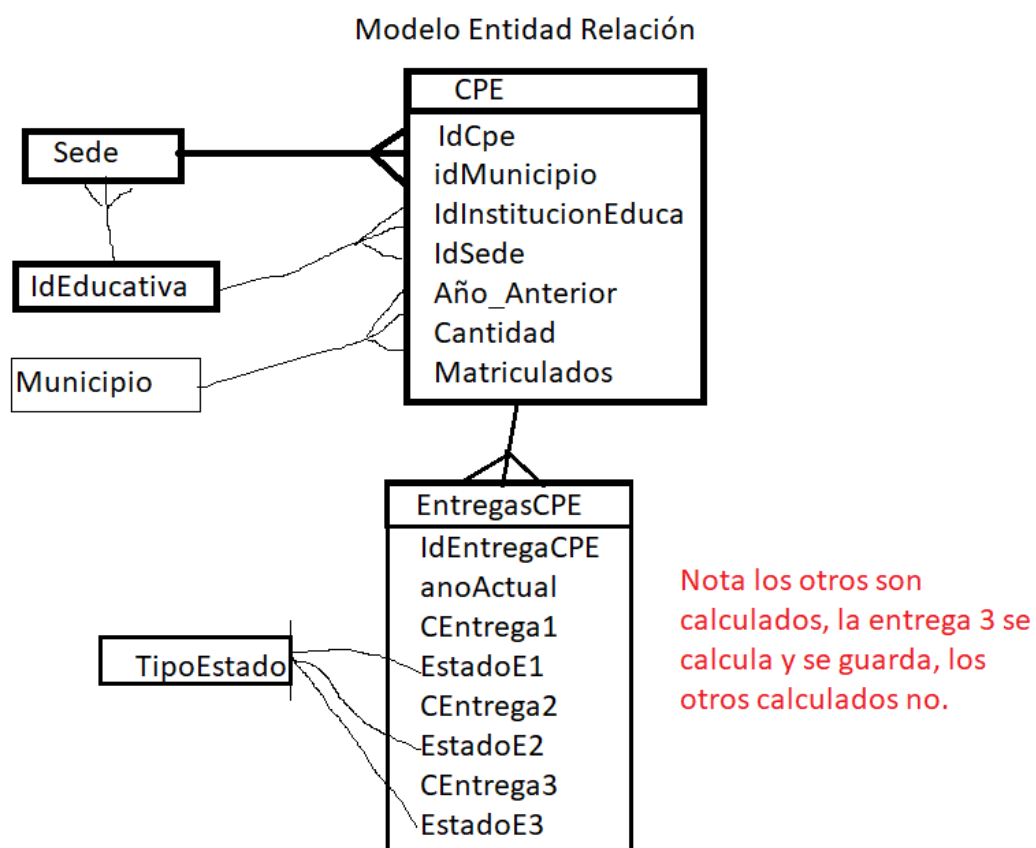 Modelo Entidad Relación
CPE
IdCpe
idMunicipio
IdInstitucionEduca
IdSede
Año_Anterior
Cantidad
Matriculados
Sede
IdEducativa
Municipio
EntregasCPE
IdEntregaCPE
anoActual
CEntrega1
EstadoE1
CEntrega2
EstadoE2
CEntrega3
EstadoE3
TipoEstado
Nota los otros son
calculados, la entrega 3 se
calcula y se guarda, los
otros calculados no.